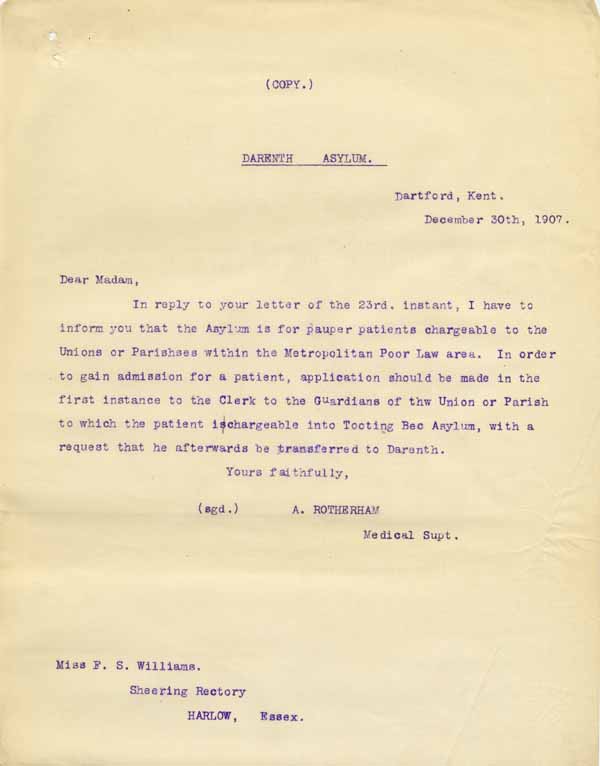 (COPY.)
DARENTH ASYLUM.
Dartford, Kent.
December 30th, 1907.
Dear Madam,
In reply to your letter of the 23rd. instant, I have to
inform you that the Asylum is for pauper patients chargeable to the
Unions or Parishses within the Metropolitan Poor Law area. In order
to gain admission for a patient, application should be made in the
first instance to the Clerk to the Guardians of thw Union or Parish
to which the patient is/chargeable into Tooting Bec Asylum, with a
request that he afterwards be transferred to Darenth.
Yours faithfully,
(sgd.) A. ROTHERHAM
Medical Supt.
Miss F. S. Williams.
Sheering Rectory
HARLOW, Essex.